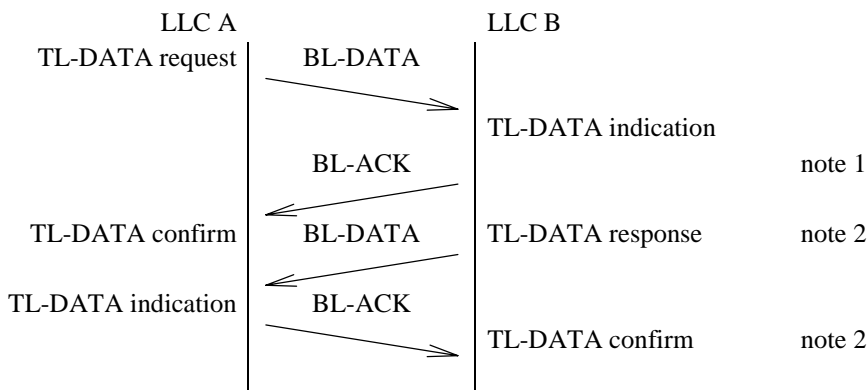 LLC A LLC B
TL-DATA request BL-DATA
TL-DATA indication
BL-ACK note 1
TL-DATA confirm BL-DATA TL-DATA response note 2
TL-DATA indication BL-ACK
TL-DATA confirm note 2